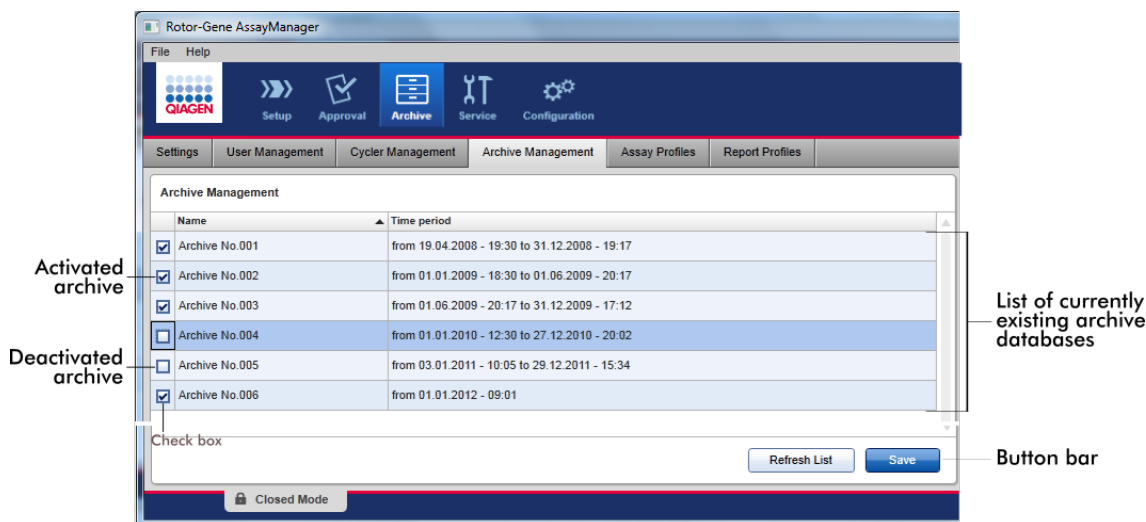 Rotor-Gene AssayManager
File Help
QIAGEN
Setup Approval Archive Service Configuration
Settings User Management Cycler Management Archive Management Assay Profiles Report Profiles
Archive Management
Name Time period
Archive No.001 from 19.04.2008 - 19:30 to 31.12.2008 - 19:17
Archive No.002 from 01.01.2009 - 18:30 to 01.06.2009 - 20:17
Archive No.003 from 01.06.2009 - 20:17 to 31.12.2009 - 17:12
Archive No.004 from 01.01.2010 - 12:30 to 27.12.2010 - 20:02
Archive No.005 from 03.01.2011 - 10:05 to 29.12.2011 - 15:34
Archive No.006 from 01.01.2012 - 09:01
Activated
archive
Deactivated
archive
Check box
List of currently
existing archive
databases
Refresh List Save
Button bar
Closed Mode